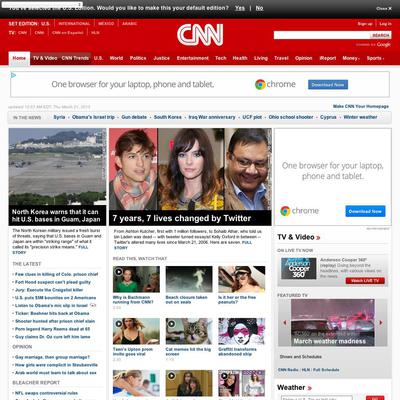 You've selected the U.S. Edition. Would you like to make this your default edition? Yes | No
SET EDITION: U.S. INTERNATIONAL MÉXICO ARABIC
TV: CNN CNNi CNN en Español HLN
CNN
Sign up Log in
SEARCH
Home TV & Video CNN Trends U.S. World Politics Justice Entertainment Tech Health Living Travel Opinion iReport Money Sports
One browser for your laptop, phone and tablet.
chrome
Download Now
updated 10:57 AM EDT, Thu March 21, 2013
Make CNN Your Homepage
IN THE NEWS Syria Obama's Israel trip Gun debate South Korea Iraq War anniversary UCF plot Ohio school shooter Cyprus Winter weather
North Korea warns that it can hit U.S. bases in Guam, Japan
The North Korean military issued a fresh burst of threats, saying that U.S. bases in Guam and Japan are within "striking range" of what it called its "precision strike means." FULL STORY
THE LATEST
Few clues in killing of Colo. prison chief
Fort Hood suspect can't plead guilty
Jury: Execute the Craigslist killer
U.S. puts $5M bounties on 2 Americans
Listen to Obama's mic slip in Israel
Ticker: Boehner hits back at Obama
Shooter hunted after prison chief slain
Porn legend Harry Reems dead at 65
Guy claims Dr. Oz cure left him lame
OPINION
Gay marriage, then group marriage?
How girls were complicit in Steubenville
Arab world must learn to talk about sex
BLEACHER REPORT
NFL swaps controversial rules
7 years, 7 lives changed by Twitter
From Ashton Kutcher, first with 1 million followers, to Sohaib Athar, who told us bin Laden was dead -- with tweeter turned essayist Kelly Oxford in between -- Twitter's altered many lives since March 21, 2006. Here are seven. FULL STORY
READ THIS, WATCH THAT
Why is Bachmann running from CNN?
Beach closure taken out on seals
Is it her or the free peanuts?
Teen's Upton prom invite goes viral
Cat memes hit the big screen
Graffiti transforms abandoned ship
One browser for your laptop, phone and tablet.
chrome
Download Now
TV & Video
ON LIVE TV NOW
Anderson Cooper 360°
Anderson Cooper 360° (replay) Going beyond the headlines, with various views on the news.
Watch LIVE TV
FEATURED TV
March weather madness
Shows and Schedules
CNN Radio HLN Full Schedule
Weather